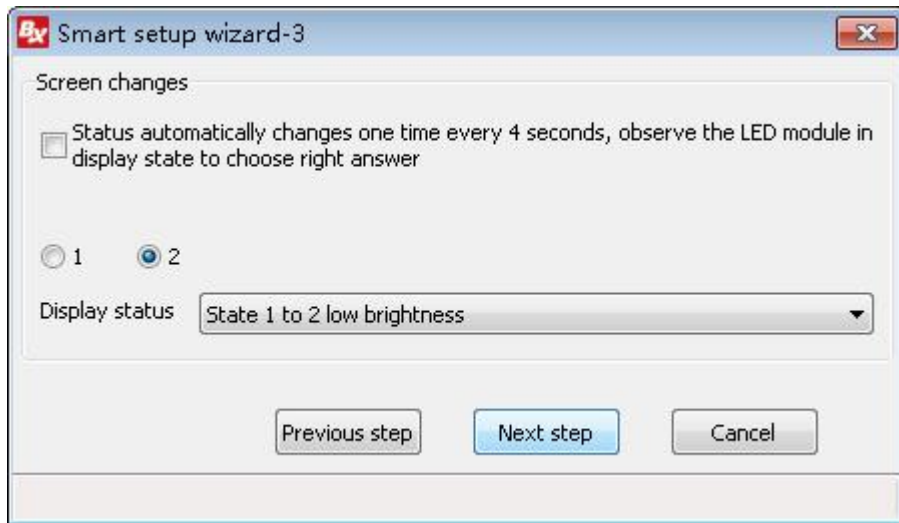 BX Smart setup wizard-3
Screen changes
Status automatically changes one time every 4 seconds, observe the LED module in
display state to choose right answer
1 2
Display status State 1 to 2 low brightness
Previous step Next step Cancel